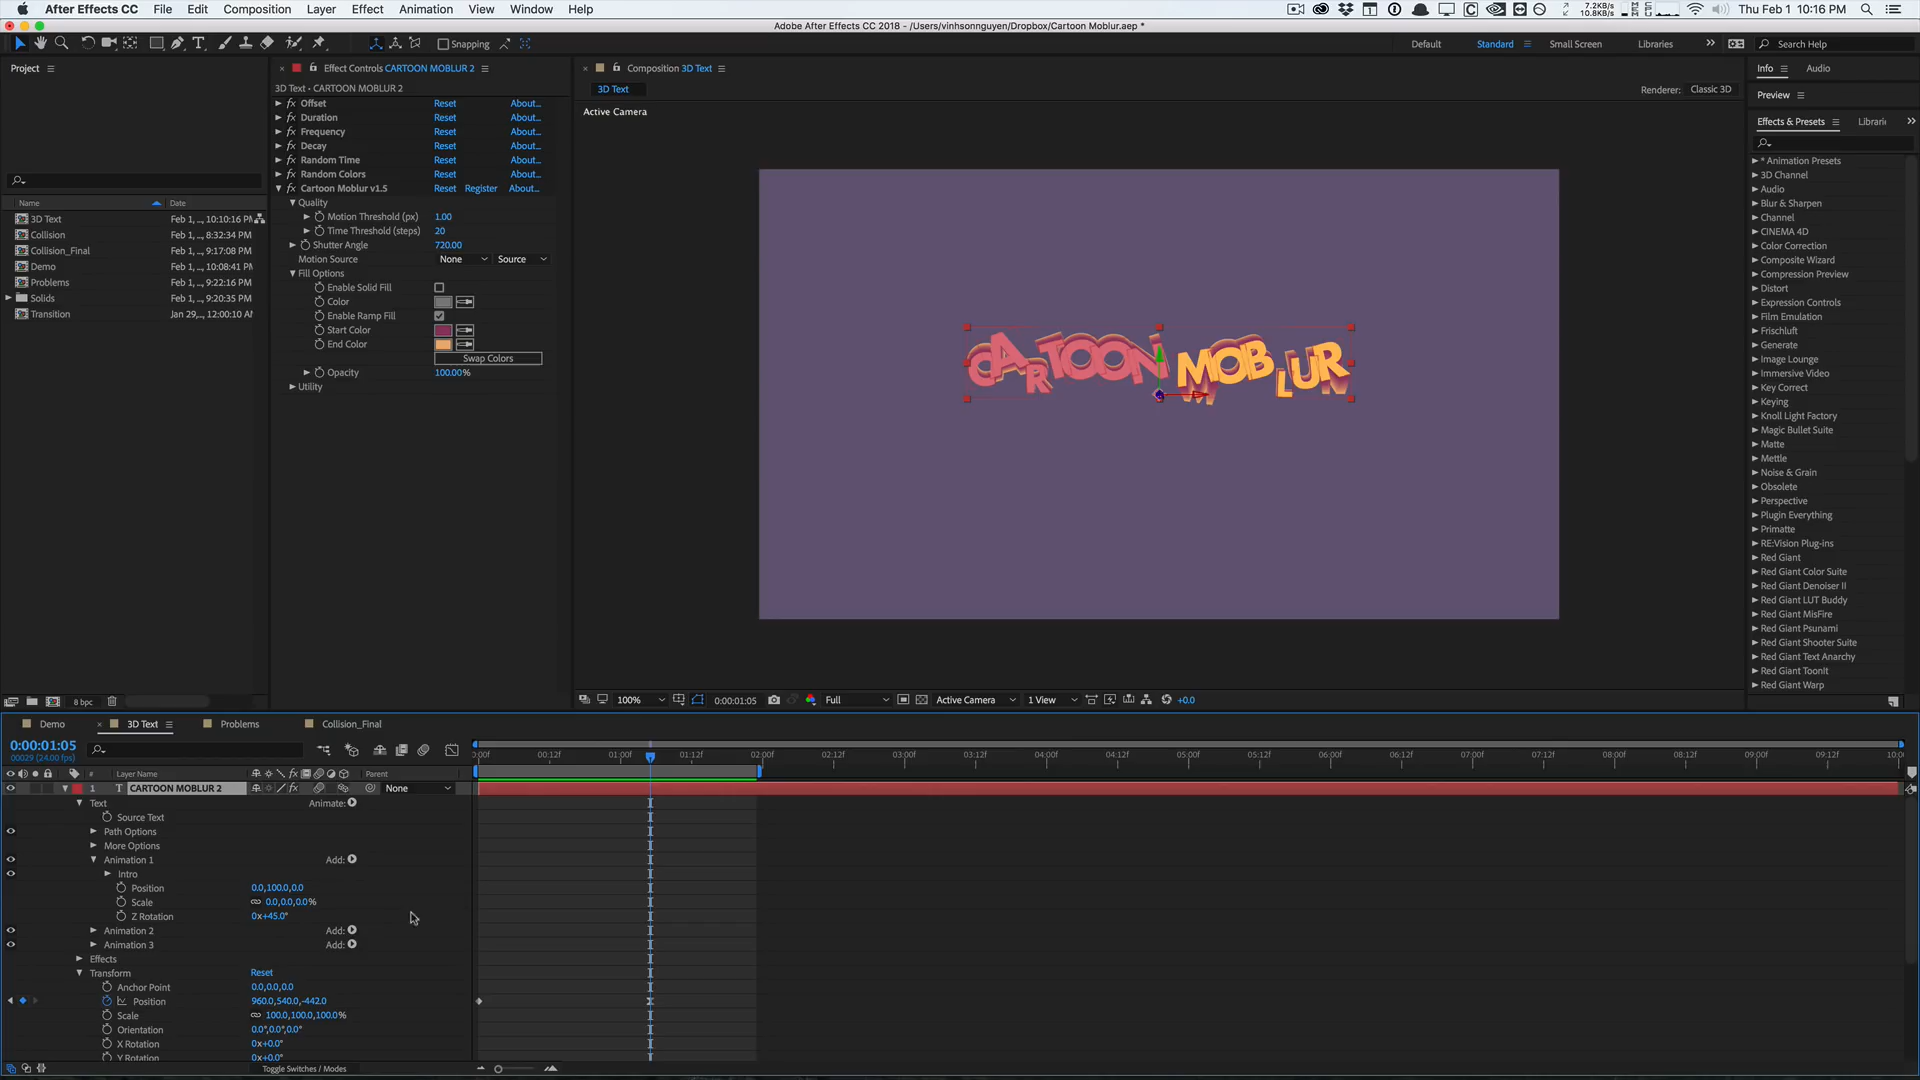 After Effects CC File Edit Composition Layer Effect Animation View Window Help
7.2KB/s
10.8KB/s
Thu Feb 1 10:16 PM
Adobe After Effects CC 2018 - /Users/vinhsonnguyen/Dropbox/Cartoon Moblur.aep *
Snapping
Default Standard Small Screen Libraries
Search Help
Project
Name Date
3D Text Feb 1, .., 10:10:16 PM
Collision Feb 1, .., 8:32:34 PM
Collision_Final Feb 1, .., 9:17:08 PM
Demo Feb 1, .., 10:08:41 PM
Problems Feb 1, .., 9:22:16 PM
Solids Feb 1, .., 9:20:35 PM
Transition Jan 29,.., 12:00:10 AM
8 bpc
Effect Controls CARTOON MOBLUR 2
3D Text • CARTOON MOBLUR 2
fx Offset Reset About...
fx Duration Reset About...
fx Frequency Reset About...
fx Decay Reset About...
fx Random Time Reset About...
fx Random Colors Reset About...
fx Cartoon Moblur v1.5 Reset Register About...
Quality
Motion Threshold (px) 1.00
Time Threshold (steps) 20
Shutter Angle 720.00
Motion Source None Source
Fill Options
Enable Solid Fill
Color
Enable Ramp Fill
Start Color
End Color
Swap Colors
Opacity 100.00%
Utility
Composition 3D Text
3D Text
Renderer: Classic 3D
Active Camera
CARTOON MOBLUR
100% 0:00:01:05 Full Active Camera 1 View +0.0
Info Audio
Preview
Effects & Presets Librari
* Animation Presets
3D Channel
Audio
Blur & Sharpen
Channel
CINEMA 4D
Color Correction
Composite Wizard
Compression Preview
Distort
Expression Controls
Film Emulation
Frischluft
Generate
Image Lounge
Immersive Video
Key Correct
Keying
Knoll Light Factory
Magic Bullet Suite
Matte
Mettle
Noise & Grain
Obsolete
Perspective
Plugin Everything
Primatte
RE:Vision Plug-ins
Red Giant
Red Giant Color Suite
Red Giant Denoiser II
Red Giant LUT Buddy
Red Giant MisFire
Red Giant Psunami
Red Giant Shooter Suite
Red Giant Text Anarchy
Red Giant ToonIt
Red Giant Warp
Demo 3D Text Problems Collision_Final
0:00:01:05
00029 (24.00 fps)
:00f 00:12f 01:00f 01:12f 02:00f 02:12f 03:00f 03:12f 04:00f 04:12f 05:00f 05:12f 06:00f 06:12f 07:00f 07:12f 08:00f 08:12f 09:00f 09:12f 10:0
# Layer Name Parent
1 T CARTOON MOBLUR 2 None
Text Animate:
Source Text
Path Options
More Options
Animation 1 Add:
Intro
Position 0.0,100.0,0.0
Scale 0.0,0.0,0.0%
Z Rotation 0x+45.0°
Animation 2 Add:
Animation 3 Add:
Effects
Transform Reset
Anchor Point 0.0,0.0,0.0
Position 960.0,540.0,-442.0
Scale 100.0,100.0,100.0%
Orientation 0.0°,0.0°,0.0°
X Rotation 0x+0.0°
Y Rotation 0x+0.0°
Toggle Switches / Modes